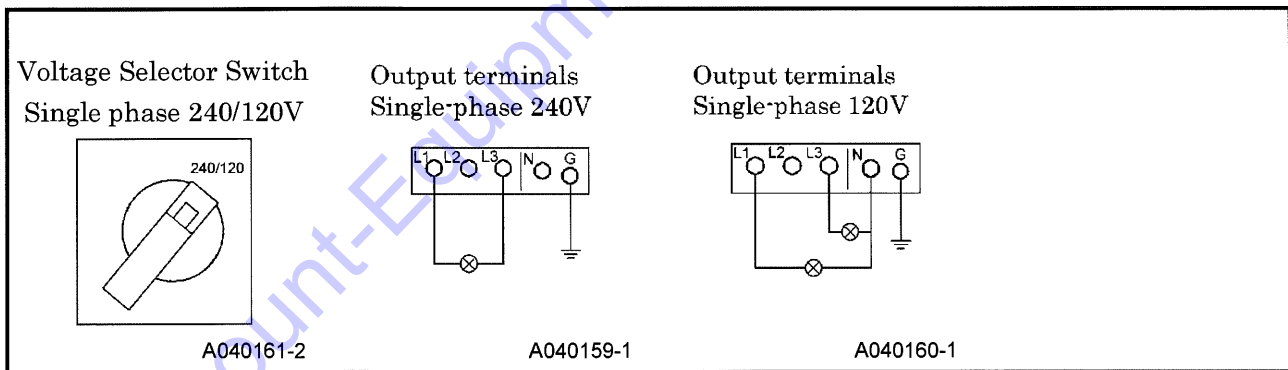 Voltage Selector Switch
Single phase 240/120V
240/120
A040161-2
Output terminals
Single-phase 240V
L1 L2 L3 N G
A040159-1
Output terminals
Single-phase 120V
L1 L2 L3 N G
A040160-1